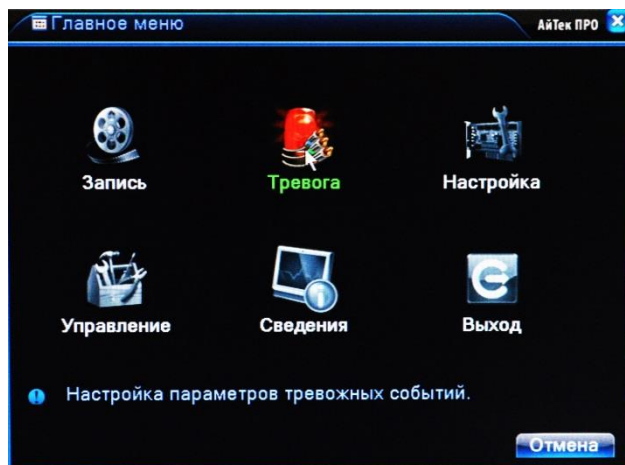 Главное меню
АйТек ПРО
Запись
Тревога
Настройка
Управление
Сведения
Выход
Настройка параметров тревожных событий.
Отмена